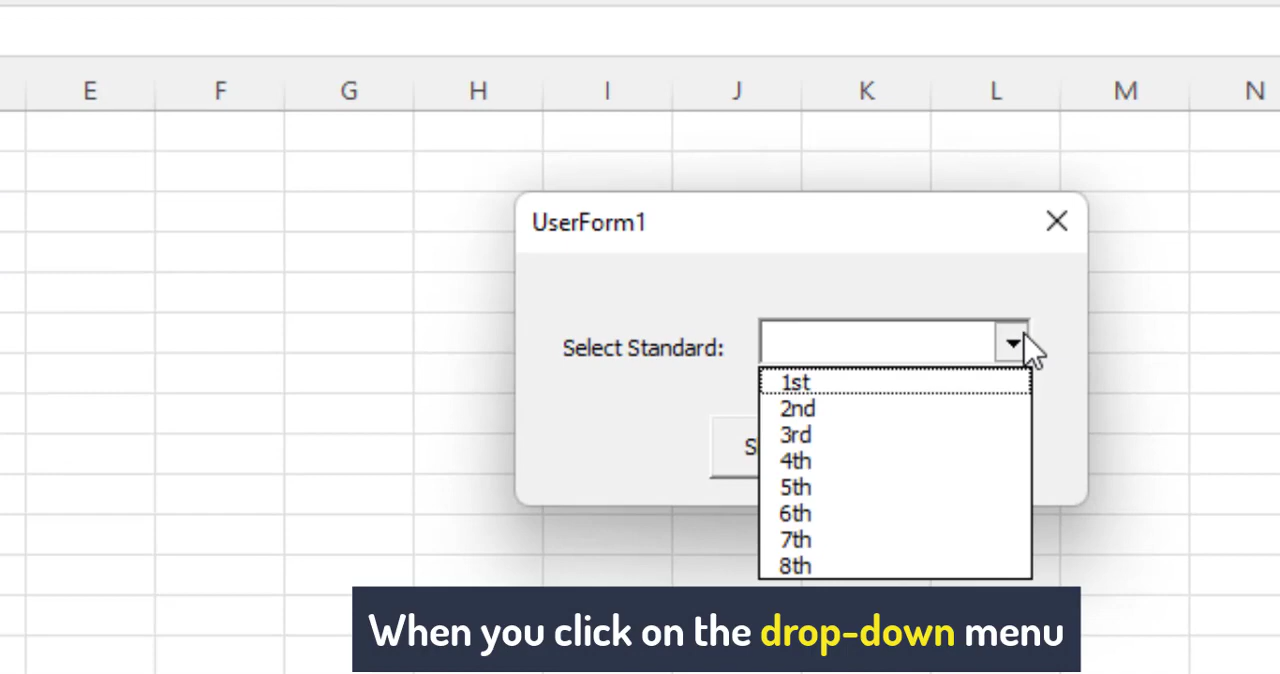 E F G H I J K L M N
UserForm1
Select Standard:
1st
2nd
3rd
4th
5th
6th
7th
8th
When you click on the drop-down menu